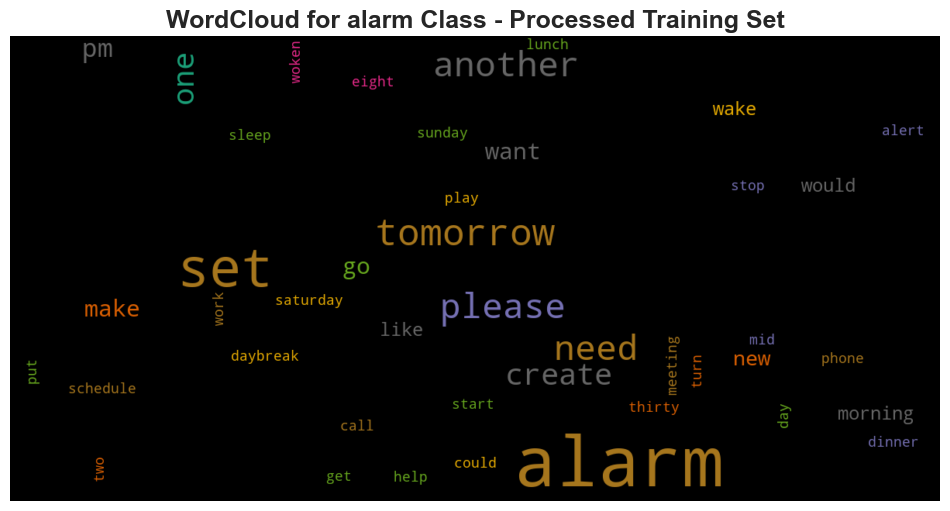 WordCloud for alarm Class - Processed Training Set
pm
one
woken
eight
lunch
another
wake
alert
sleep
sunday
want
stop
would
play
tomorrow
set
go
make
work
saturday
please
like
need
daybreak
create
meeting
turn
mid
new
phone
put
schedule
start
thirty
day
morning
call
dinner
two
get
help
could
alarm